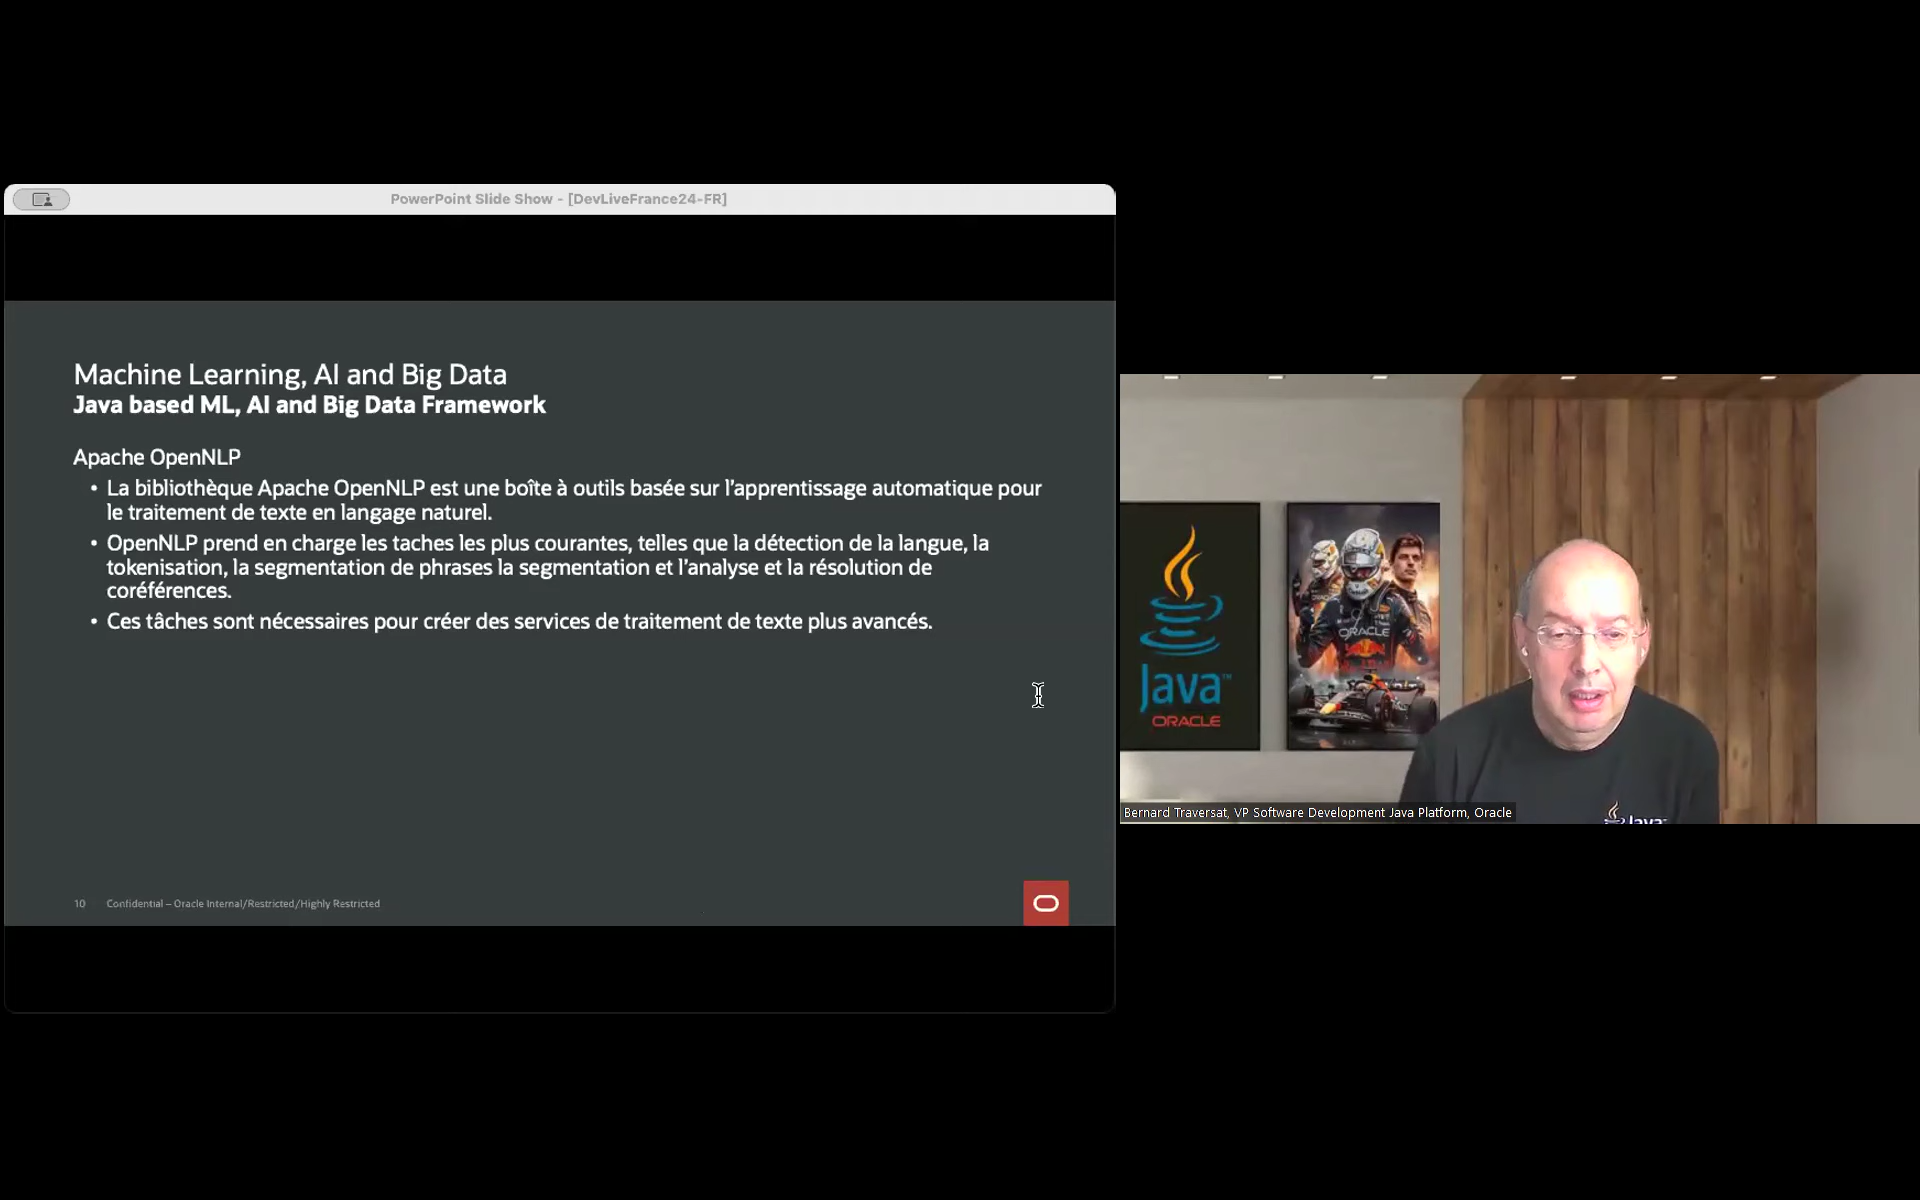 PowerPoint Slide Show - [DevLiveFrance24-FR]
Machine Learning, AI and Big Data
Java based ML, AI and Big Data Framework
Apache OpenNLP
• La bibliothèque Apache OpenNLP est une boîte à outils basée sur l'apprentissage automatique pour
le traitement de texte en langage naturel.
• OpenNLP prend en charge les taches les plus courantes, telles que la détection de la langue, la
tokenisation, la segmentation de phrases la segmentation et l'analyse et la résolution de
coréférences.
• Ces tâches sont nécessaires pour créer des services de traitement de texte plus avancés.
10 Confidential – Oracle Internal/Restricted/Highly Restricted
Java™
ORACLE
ORACLE
Red Bull
Java
Bernard Traversat, VP Software Development Java Platform, Oracle